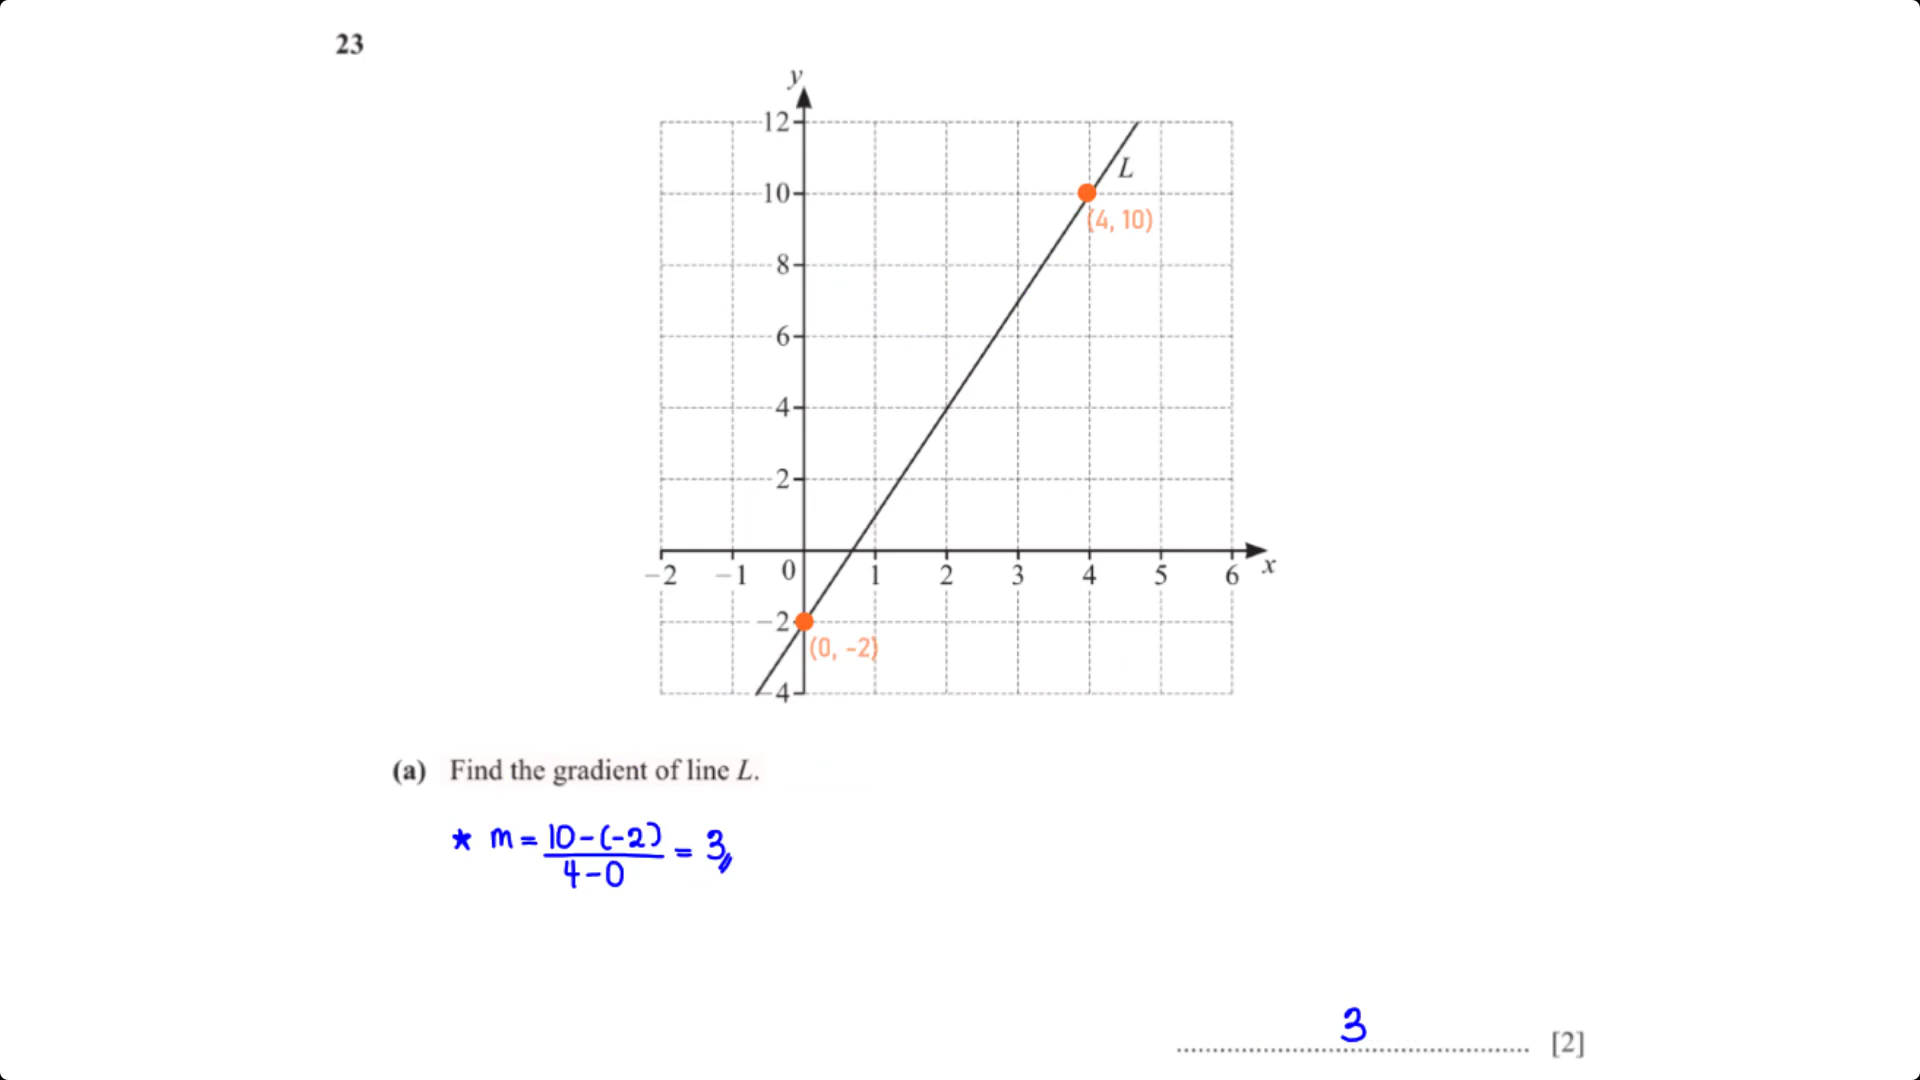 23
y
12
L
10
(4, 10)
8
6
4
2
−2 −1 0 1 2 3 4 5 6 x
−2
(0, -2)
−4
(a) Find the gradient of line L.
* m = 10-(-2) / 4-0 = 3
3 [2]